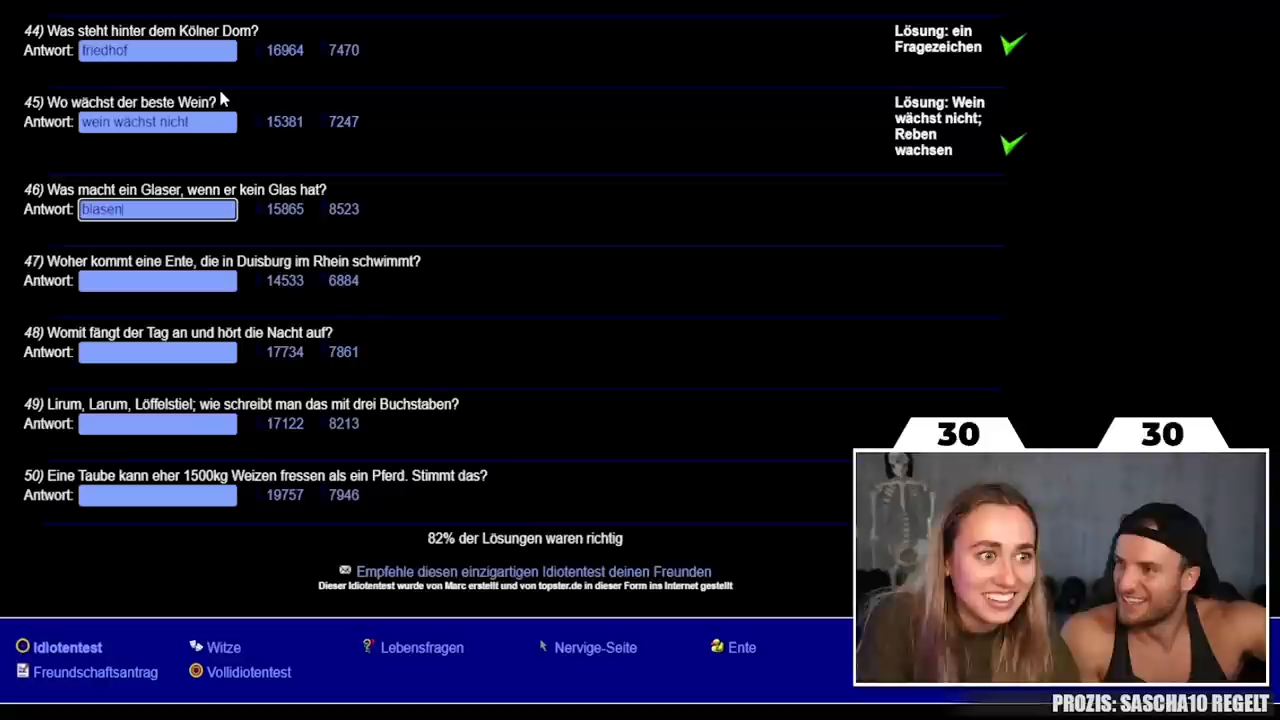 44) Was steht hinter dem Kölner Dom?
Antwort: friedhof 16964 7470
Lösung: ein
Fragezeichen
45) Wo wächst der beste Wein?
Antwort: wein wächst nicht 15381 7247
Lösung: Wein
wächst nicht;
Reben
wachsen
46) Was macht ein Glaser, wenn er kein Glas hat?
Antwort: blasen 15865 8523
47) Woher kommt eine Ente, die in Duisburg im Rhein schwimmt?
Antwort: 14533 6884
48) Womit fängt der Tag an und hört die Nacht auf?
Antwort: 17734 7861
49) Lirum, Larum, Löffelstiel; wie schreibt man das mit drei Buchstaben?
Antwort: 17122 8213
50) Eine Taube kann eher 1500kg Weizen fressen als ein Pferd. Stimmt das?
Antwort: 19757 7946
82% der Lösungen waren richtig
Empfehle diesen einzigartigen Idiotentest deinen Freunden
Dieser Idiotentest wurde von Marc erstellt und von topster.de in dieser Form ins Internet gestellt
Idiotentest Witze Lebensfragen Nervige-Seite Ente
Freundschaftsantrag Vollidiotentest
30 30
PROZIS: SASCHA10 REGELT